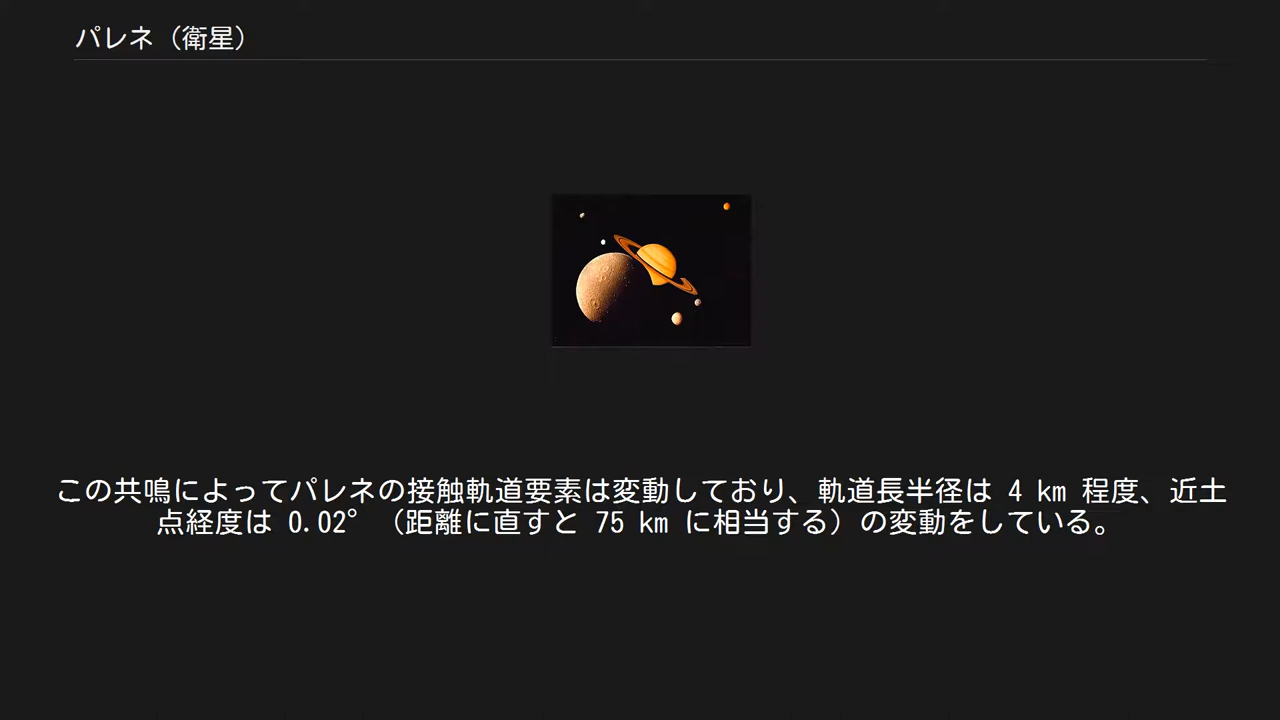 パレネ（衛星）
この共鳴によってパレネの接触軌道要素は変動しており、軌道長半径は 4 km 程度、近土
点経度は 0.02°（距離に直すと 75 km に相当する）の変動をしている。